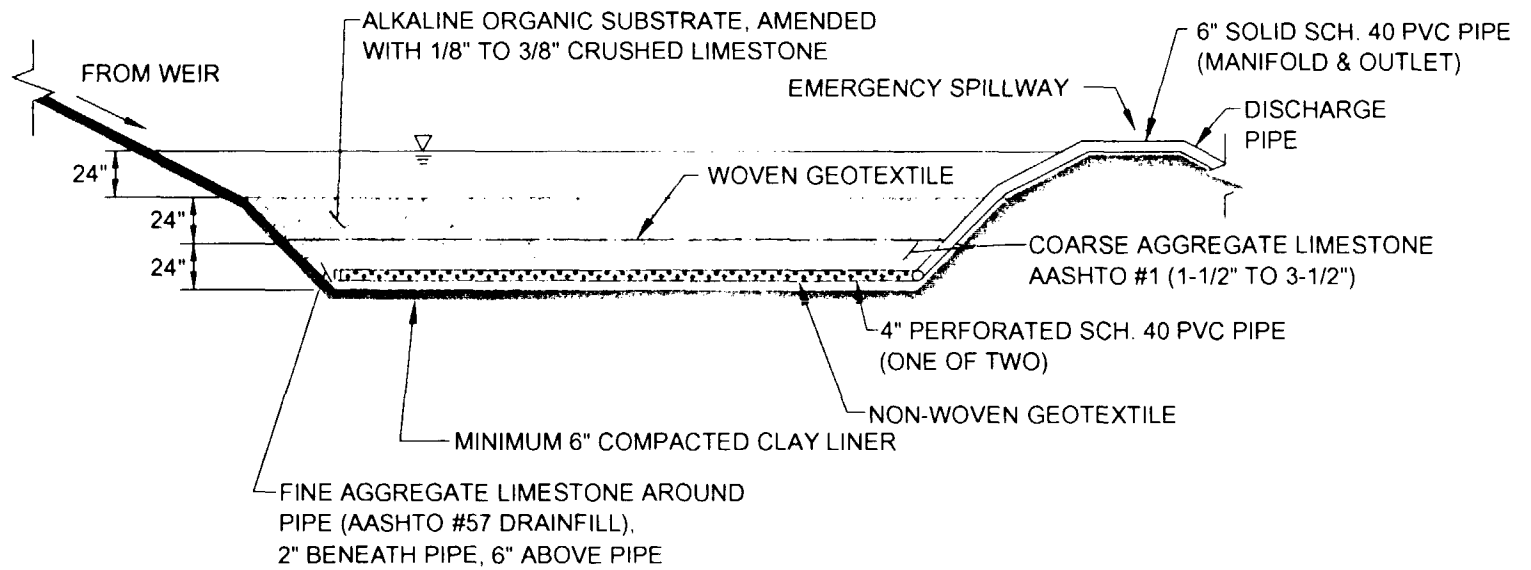 ALKALINE ORGANIC SUBSTRATE, AMENDED
WITH 1/8" TO 3/8" CRUSHED LIMESTONE
6" SOLID SCH. 40 PVC PIPE
(MANIFOLD & OUTLET)
FROM WEIR
EMERGENCY SPILLWAY
DISCHARGE
PIPE
24"
WOVEN GEOTEXTILE
24"
24"
COARSE AGGREGATE LIMESTONE
AASHTO #1 (1-1/2" TO 3-1/2")
4" PERFORATED SCH. 40 PVC PIPE
(ONE OF TWO)
NON-WOVEN GEOTEXTILE
MINIMUM 6" COMPACTED CLAY LINER
FINE AGGREGATE LIMESTONE AROUND
PIPE (AASHTO #57 DRAINFILL),
2" BENEATH PIPE, 6" ABOVE PIPE